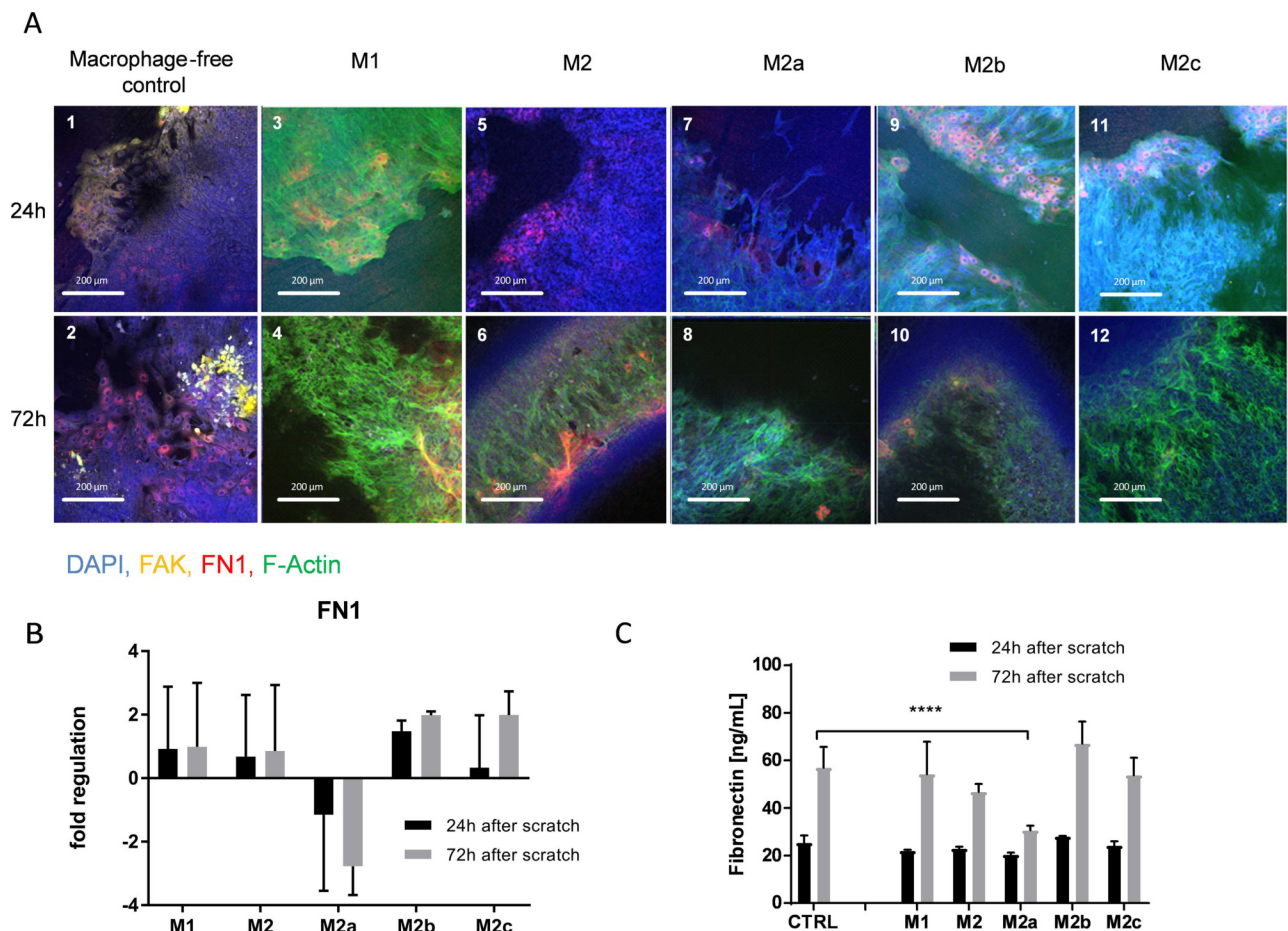 A
Macrophage-free control
M1
M2
M2a
M2b
M2c
24h
1
3
5
7
9
11
200 µm
200 µm
200 µm
200 µm
200 µm
200 µm
72h
2
4
6
8
10
12
200 µm
200 µm
200 µm
200 µm
200 µm
200 µm
DAPI, FAK, FN1, F-Actin
B
FN1
fold regulation
4
2
0
-2
-4
24h after scratch
72h after scratch
M1
M2
M2a
M2b
M2c
C
24h after scratch
72h after scratch
Fibronectin [ng/mL]
100
80
60
40
20
0
****
CTRL
M1
M2
M2a
M2b
M2c